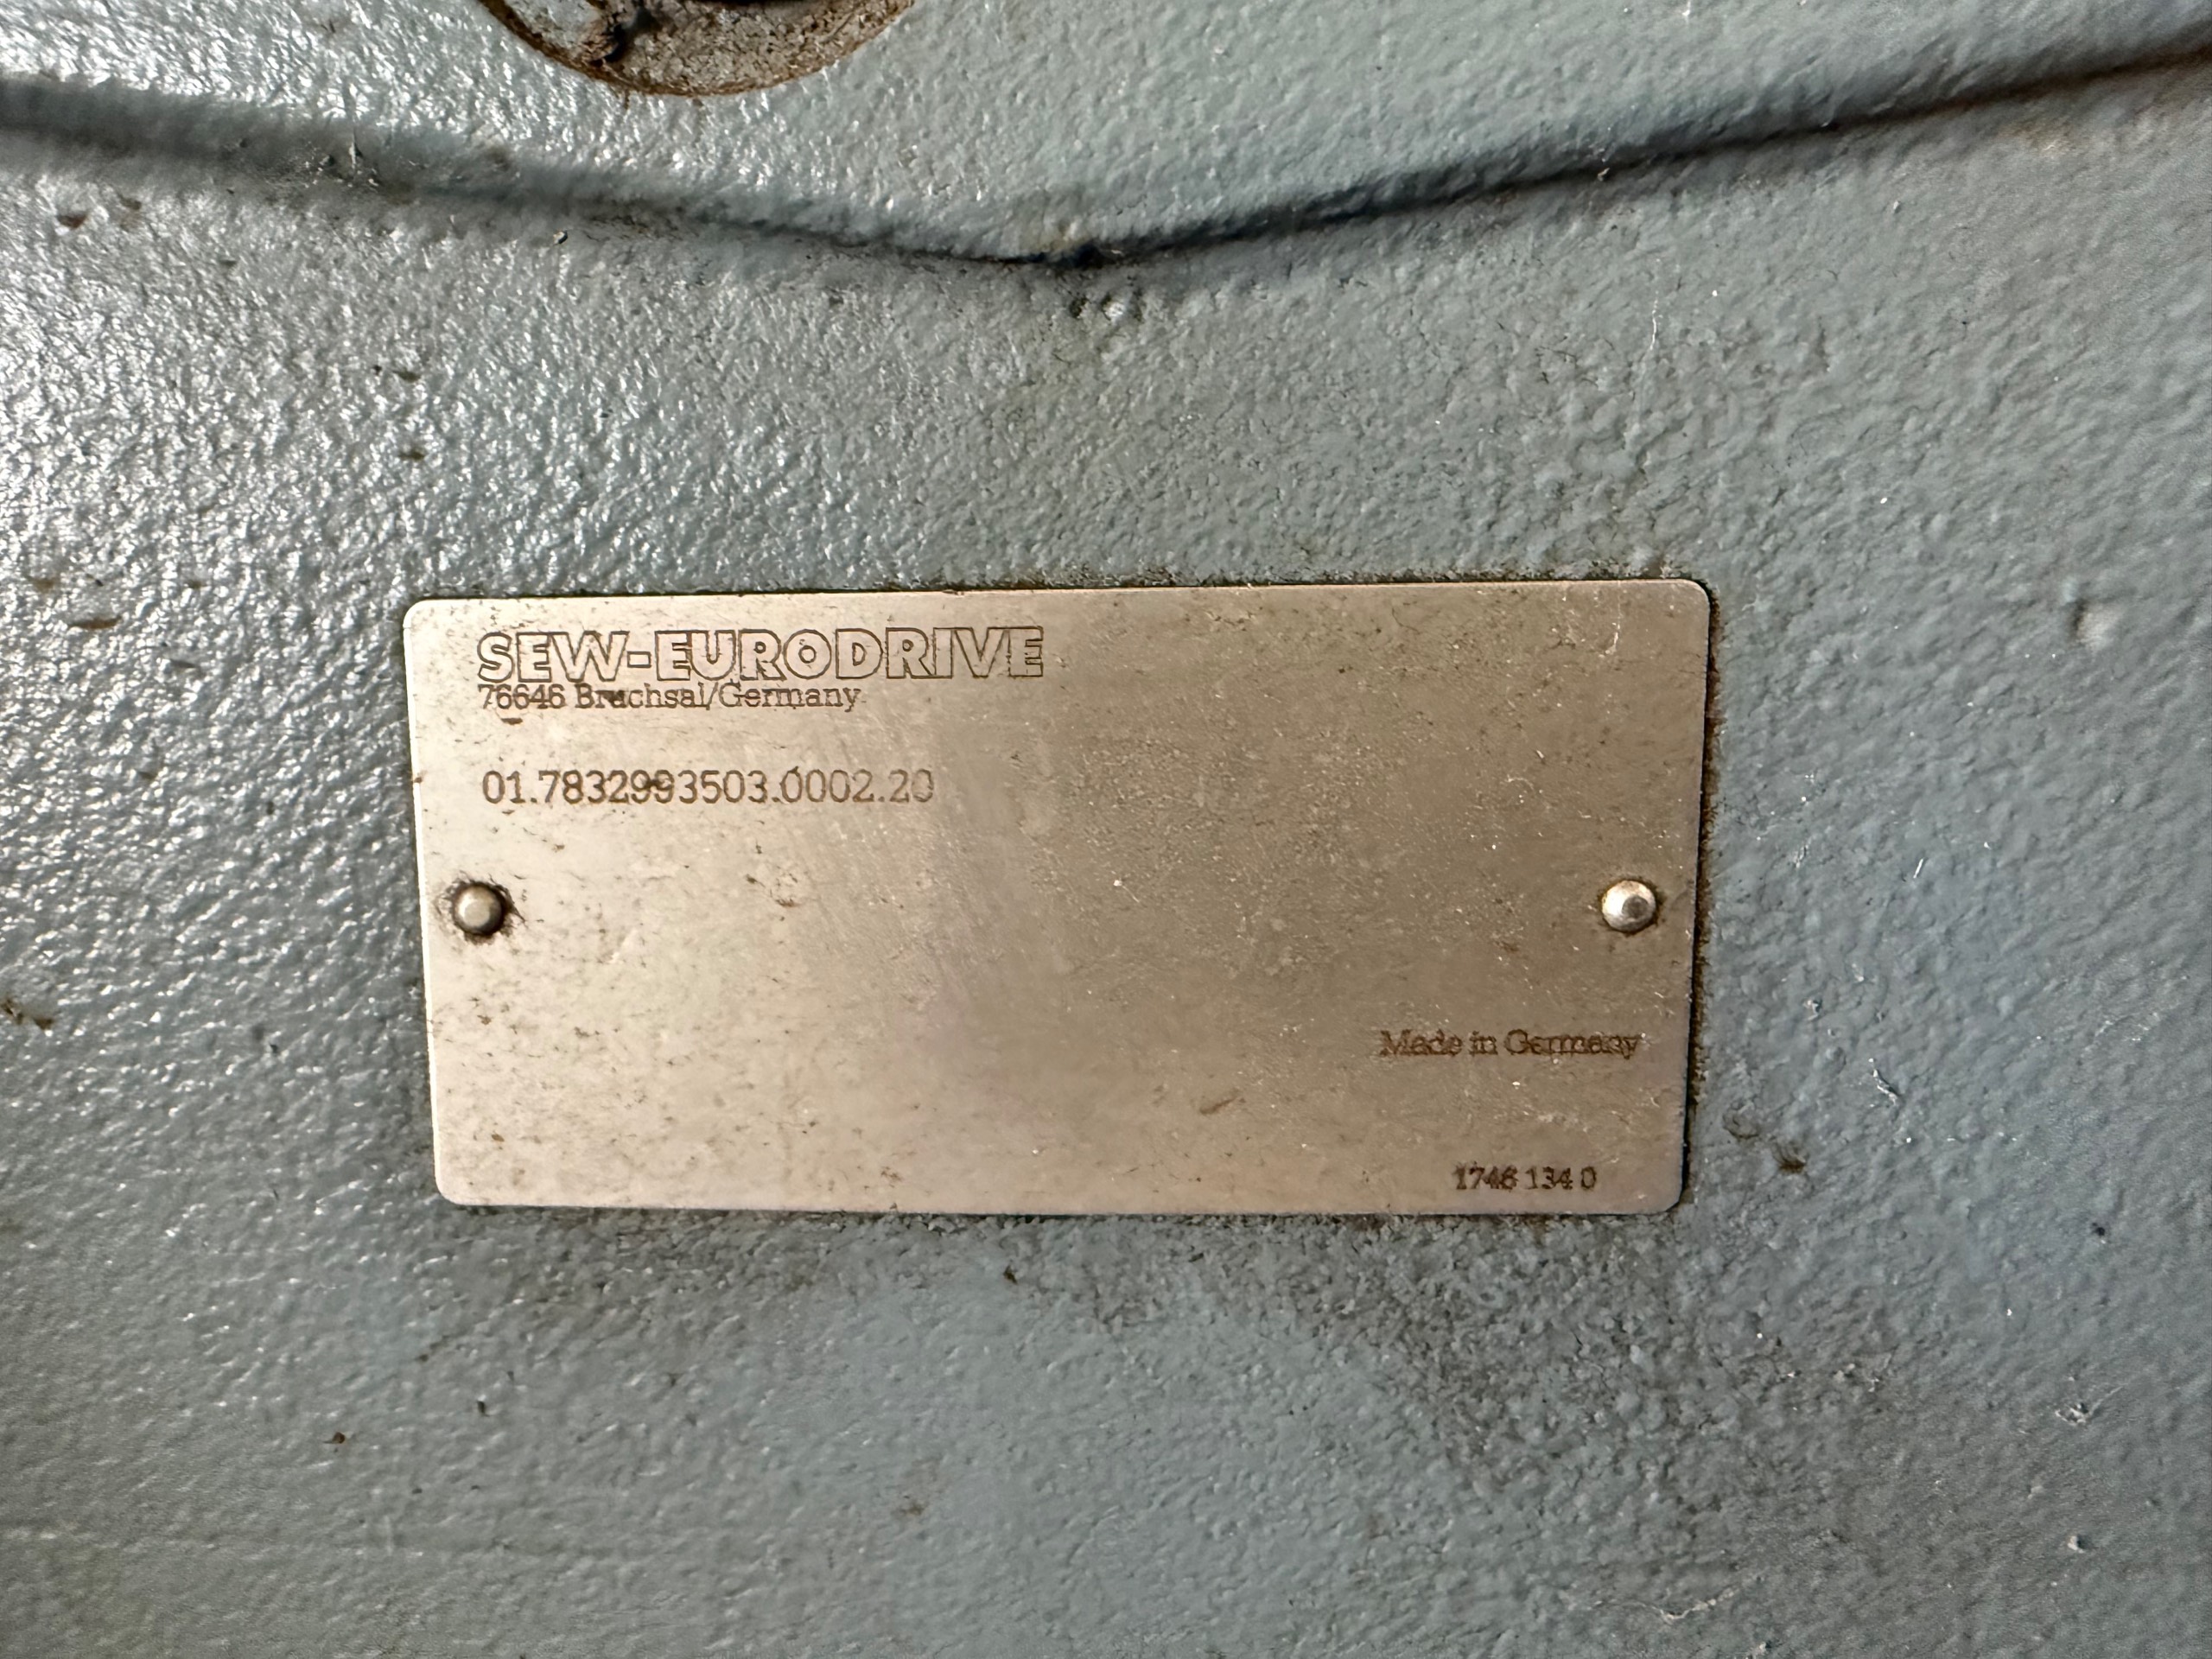 SEW-EURODRIVE
76646 Bruchsal/Germany
01.7832993503.0002.20
Made in Germany
1746 134 0